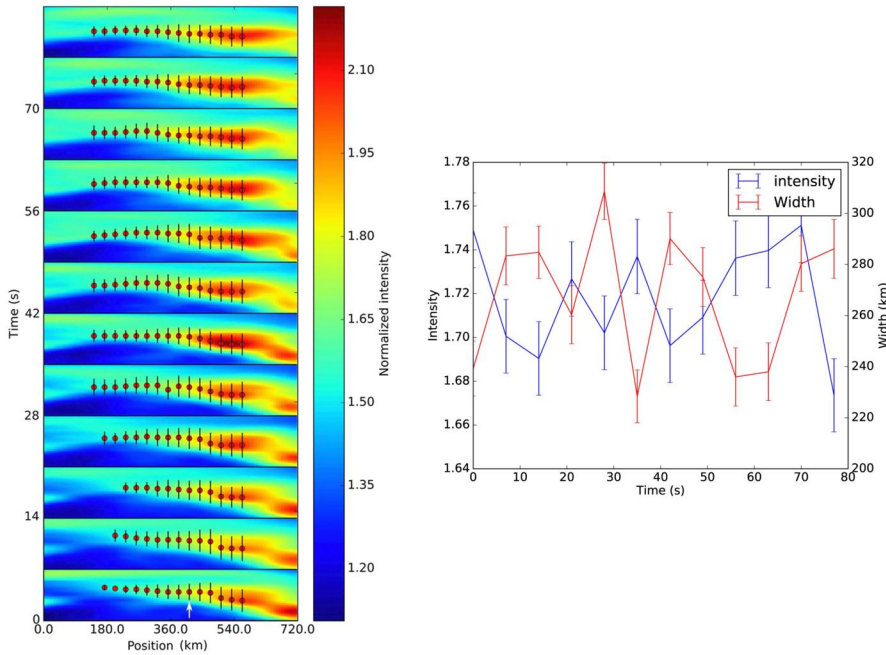 70
56
42
28
14
0
Time (s)
0.0 180.0 360.0 540.0 720.0
Position (km)
2.10
1.95
1.80
1.65
1.50
1.35
1.20
Normalized intensity
1.78
1.76
1.74
1.72
1.70
1.68
1.66
1.64
Intensity
intensity
Width
320
300
280
260
240
220
200
Width (km)
0 10 20 30 40 50 60 70 80
Time (s)